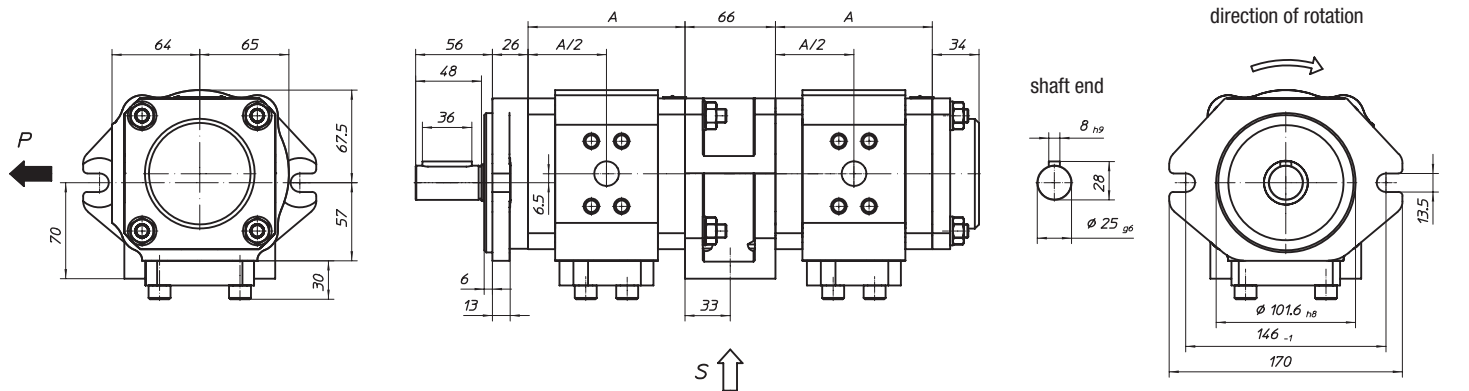 direction of rotation
A
66
A
64
65
56
26
A/2
A/2
34
48
shaft end
36
8 h9
P
67.5
28
6.5
13.5
70
57
⌀ 25 g6
30
6
13
33
⌀ 101.6 h8
146 -1
170
S